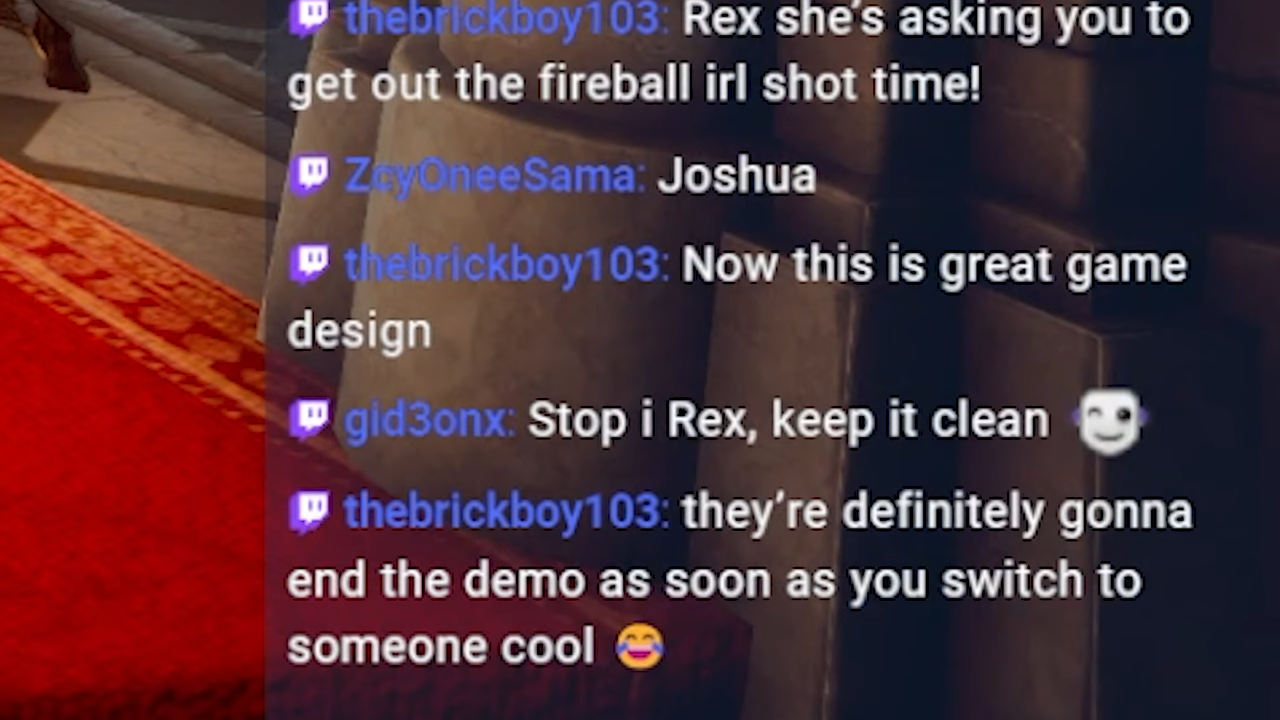 thebrickboy103: Rex she's asking you to
get out the fireball irl shot time!
ZcyOneeSama: Joshua
thebrickboy103: Now this is great game
design
gid3onx: Stop i Rex, keep it clean
thebrickboy103: they're definitely gonna
end the demo as soon as you switch to
someone cool 😂